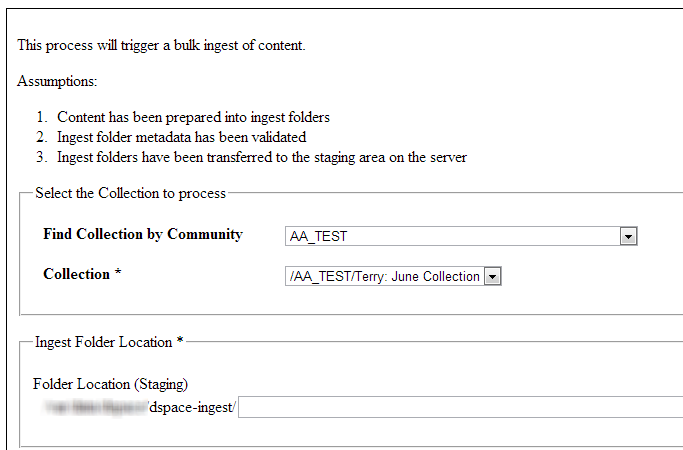 This process will trigger a bulk ingest of content.
Assumptions:
1. Content has been prepared into ingest folders
2. Ingest folder metadata has been validated
3. Ingest folders have been transferred to the staging area on the server
Select the Collection to process
Find Collection by Community AA_TEST
Collection * /AA_TEST/Terry: June Collection
Ingest Folder Location *
Folder Location (Staging)
/dspace-ingest/